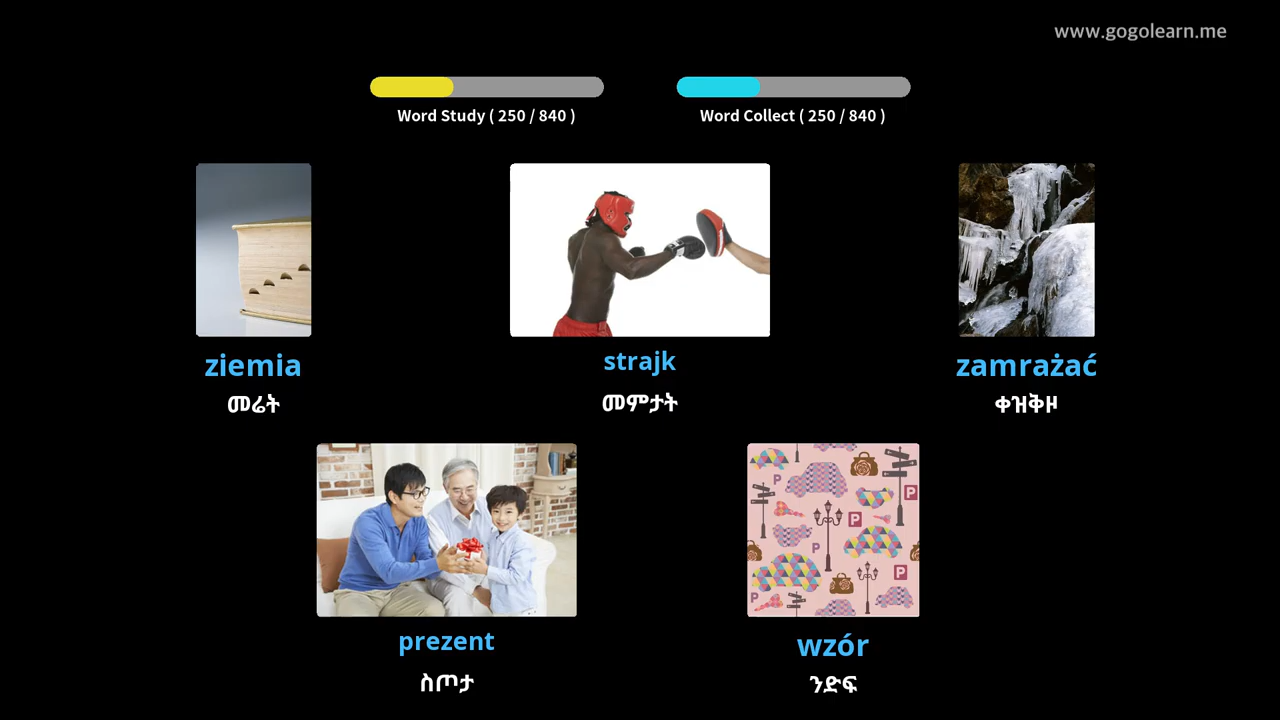 www.gogolearn.me
Word Study ( 250 / 840 )
Word Collect ( 250 / 840 )
ziemia
መሬት
strajk
መምታት
zamrażać
ቀዝቅዞ
prezent
ስጦታ
wzór
ንድፍ
P
P
P
P
P
P